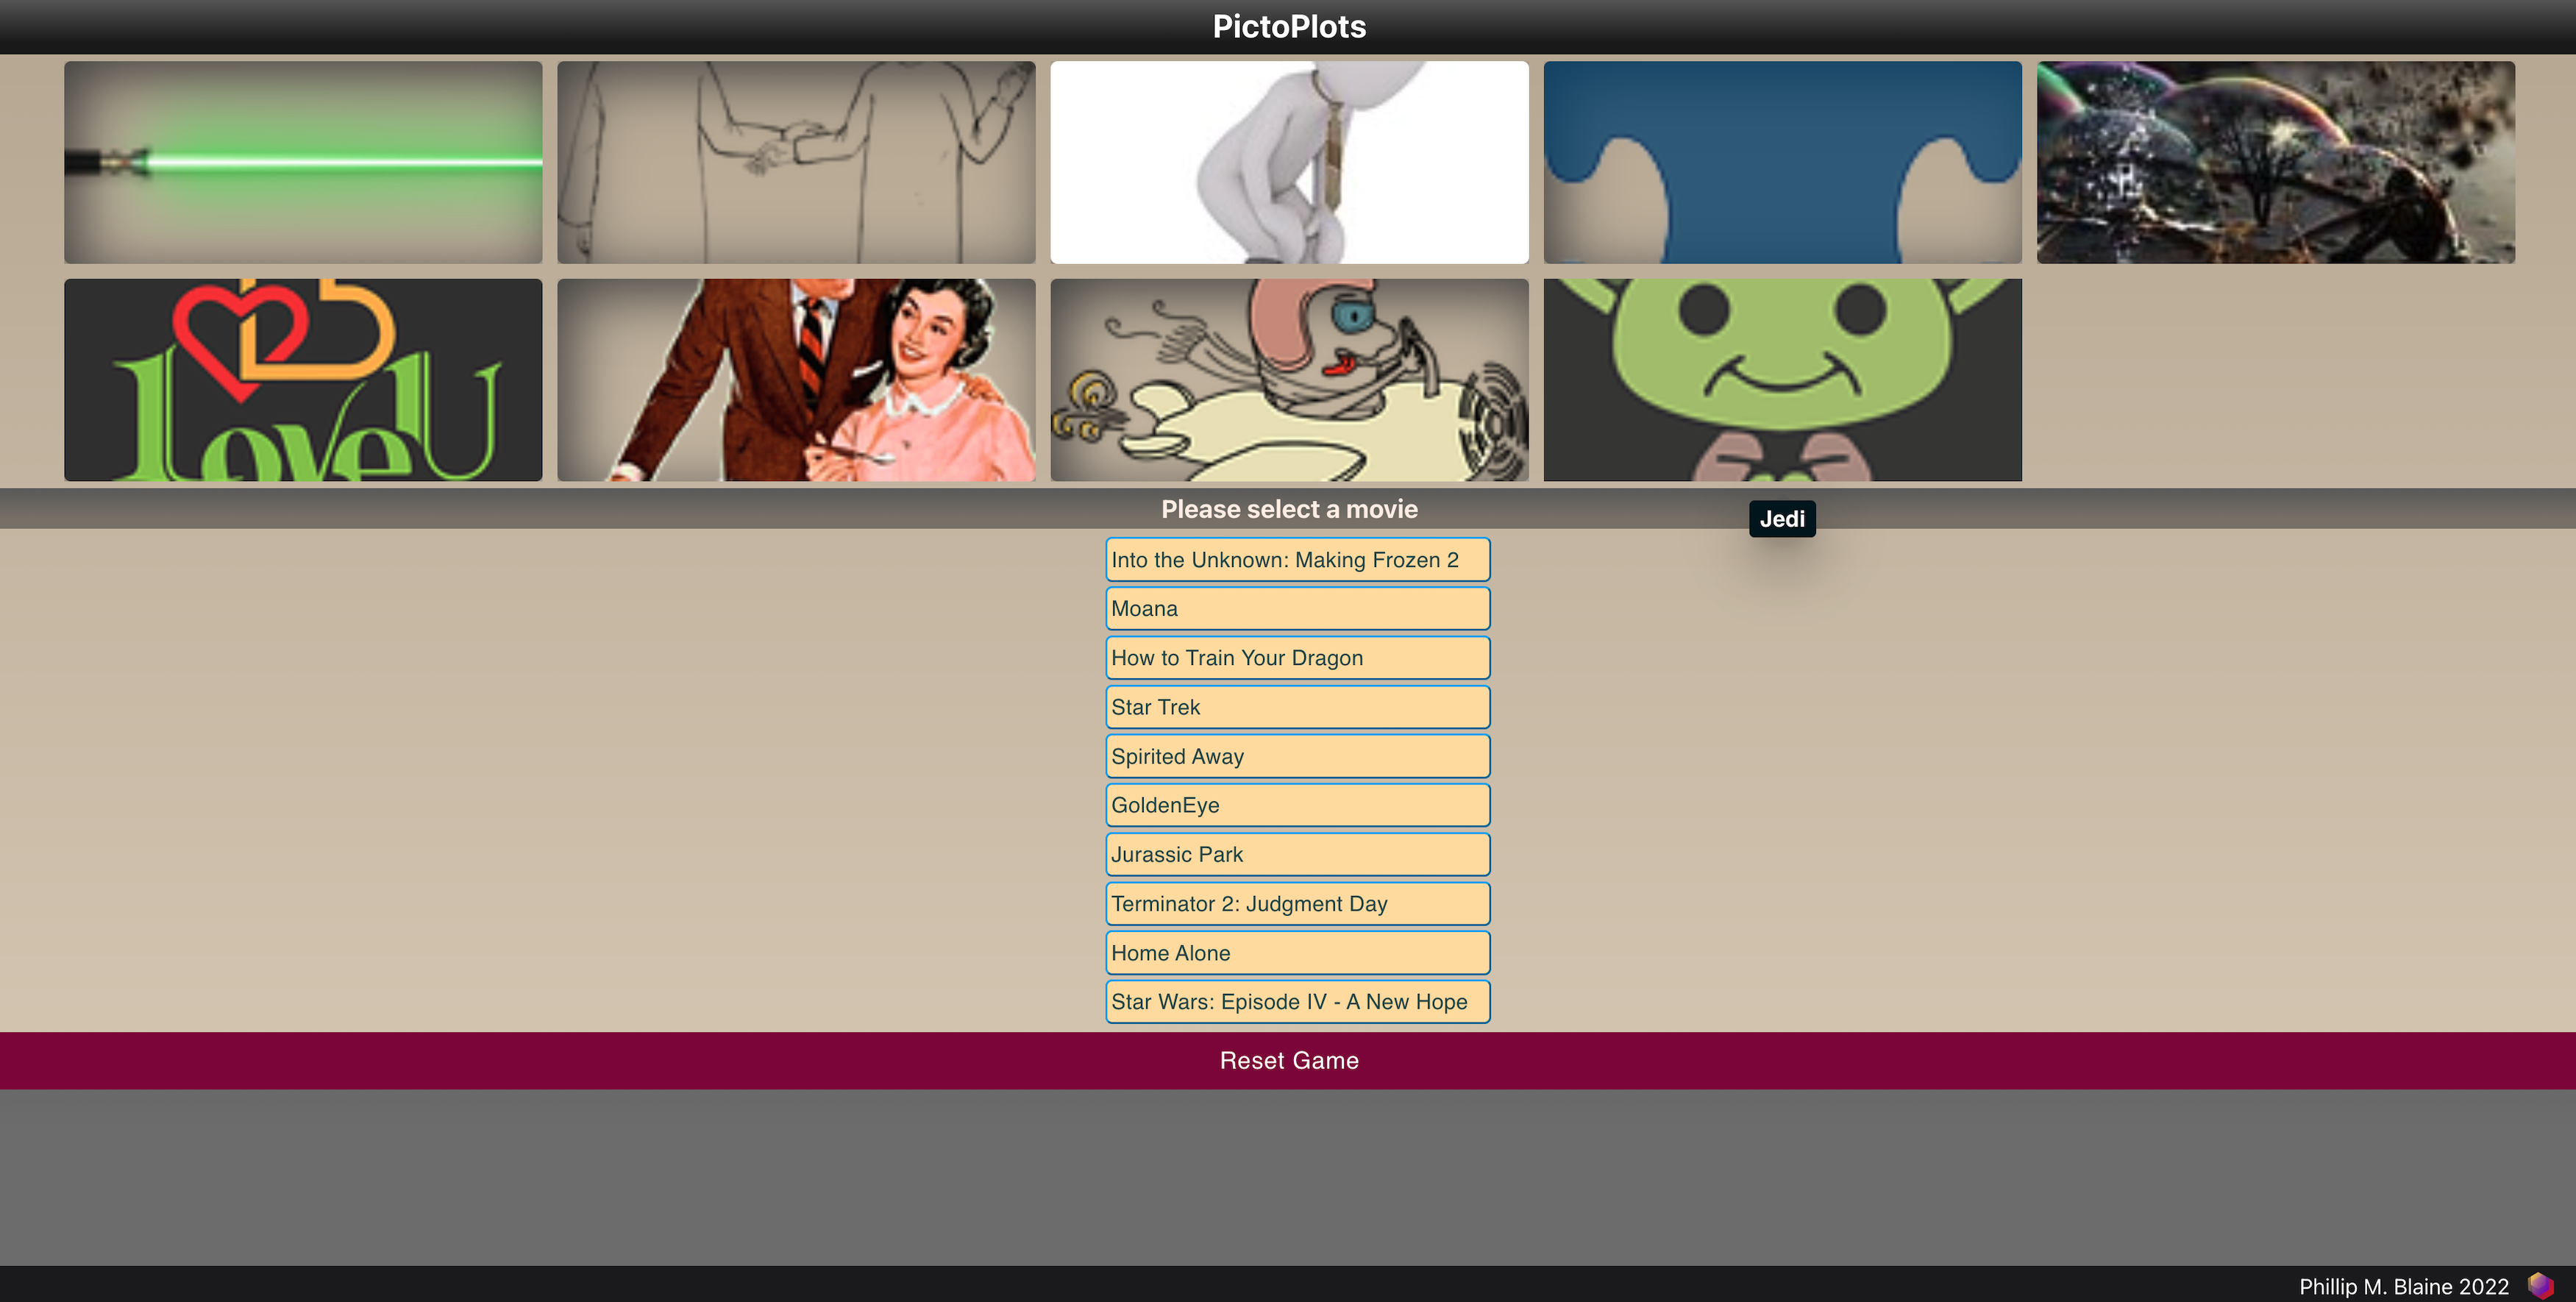 PictoPlots
LoveU
Please select a movie
Jedi
Into the Unknown: Making Frozen 2
Moana
How to Train Your Dragon
Star Trek
Spirited Away
GoldenEye
Jurassic Park
Terminator 2: Judgment Day
Home Alone
Star Wars: Episode IV - A New Hope
Reset Game
Phillip M. Blaine 2022